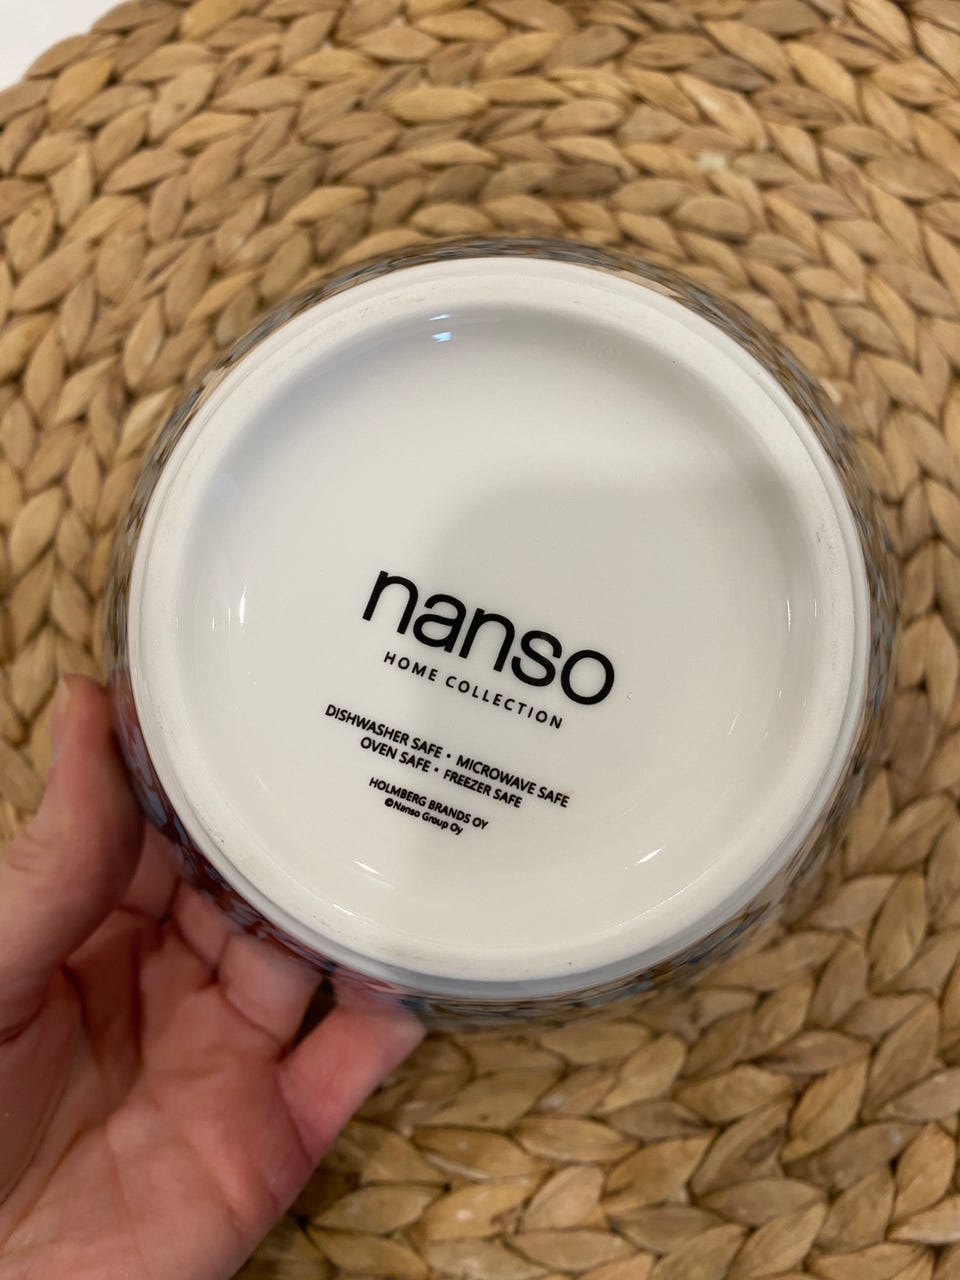 nanso
HOME COLLECTION
DISHWASHER SAFE • MICROWAVE SAFE
OVEN SAFE • FREEZER SAFE
HOLMBERG BRANDS OY
©Nanso Group Oy